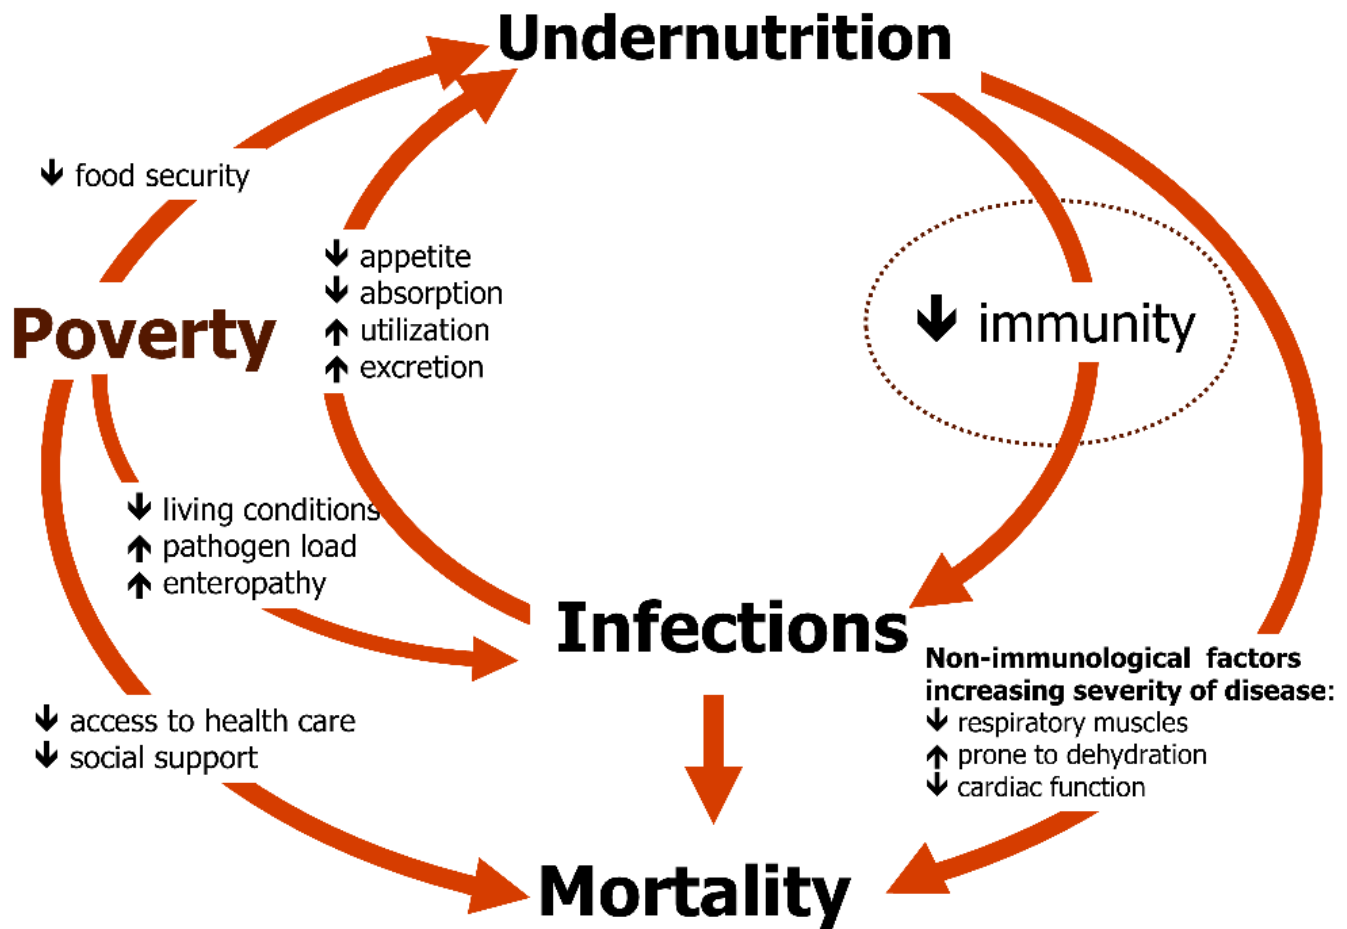 Undernutrition
↓ food security
↓ appetite
↓ absorption
↑ utilization
↑ excretion
Poverty
↓ immunity
↓ living conditions
↑ pathogen load
↑ enteropathy
Infections
Non-immunological factors
increasing severity of disease:
↓ respiratory muscles
↑ prone to dehydration
↓ cardiac function
↓ access to health care
↓ social support
Mortality